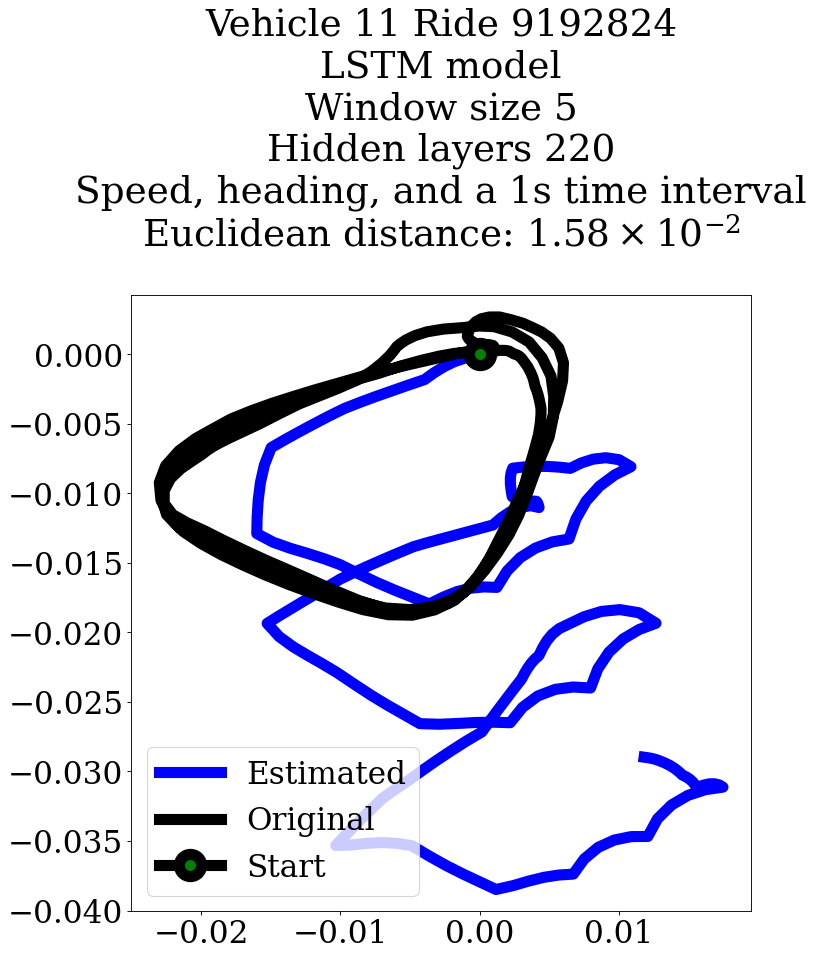 Vehicle 11 Ride 9192824
LSTM model
Window size 5
Hidden layers 220
Speed, heading, and a 1s time interval
Euclidean distance: 1.58 × 10⁻²
0.000
−0.005
−0.010
−0.015
−0.020
−0.025
−0.030
−0.035
−0.040
Estimated
Original
Start
−0.02
−0.01
0.00
0.01